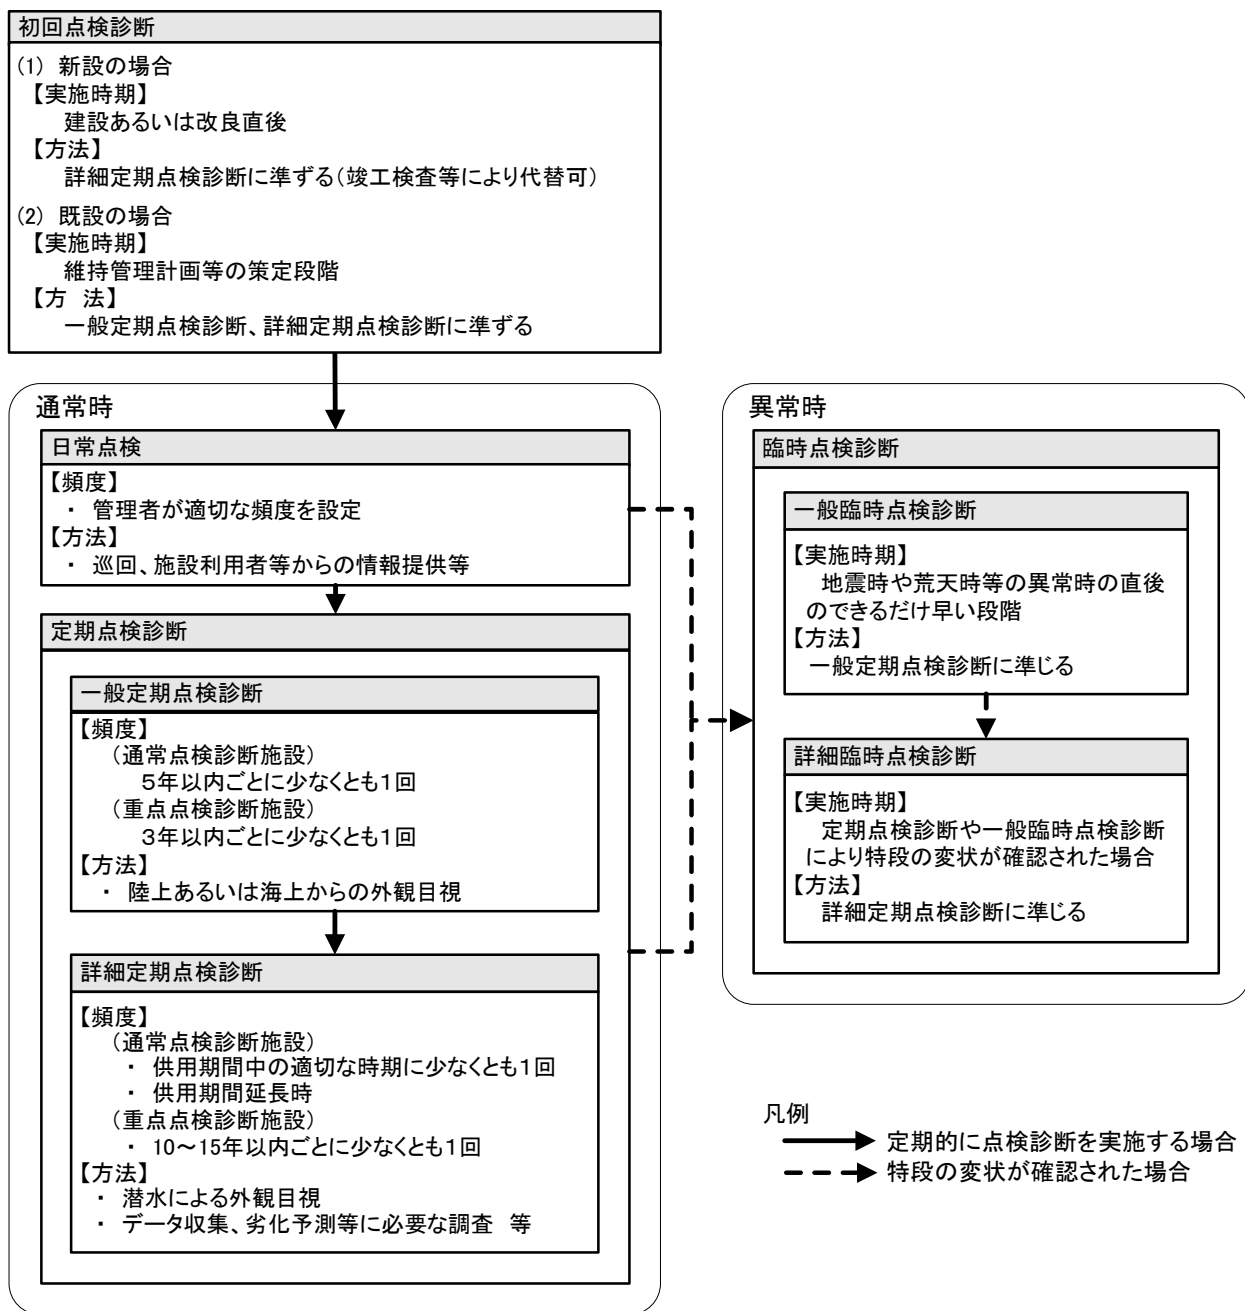 初回点検診断
(1) 新設の場合
【実施時期】
建設あるいは改良直後
【方法】
詳細定期点検診断に準ずる(竣工検査等により代替可)
(2) 既設の場合
【実施時期】
維持管理計画等の策定段階
【方 法】
一般定期点検診断、詳細定期点検診断に準ずる
通常時
日常点検
【頻度】
・ 管理者が適切な頻度を設定
【方法】
・ 巡回、施設利用者等からの情報提供等
定期点検診断
一般定期点検診断
【頻度】
(通常点検診断施設)
5年以内ごとに少なくとも1回
(重点点検診断施設)
3年以内ごとに少なくとも1回
【方法】
・ 陸上あるいは海上からの外観目視
詳細定期点検診断
【頻度】
(通常点検診断施設)
・ 供用期間中の適切な時期に少なくとも1回
・ 供用期間延長時
(重点点検診断施設)
・ 10~15年以内ごとに少なくとも1回
【方法】
・ 潜水による外観目視
・ データ収集、劣化予測等に必要な調査 等
異常時
臨時点検診断
一般臨時点検診断
【実施時期】
地震時や荒天時等の異常時の直後
のできるだけ早い段階
【方法】
一般定期点検診断に準じる
詳細臨時点検診断
【実施時期】
定期点検診断や一般臨時点検診断
により特段の変状が確認された場合
【方法】
詳細定期点検診断に準じる
凡例
定期的に点検診断を実施する場合
特段の変状が確認された場合